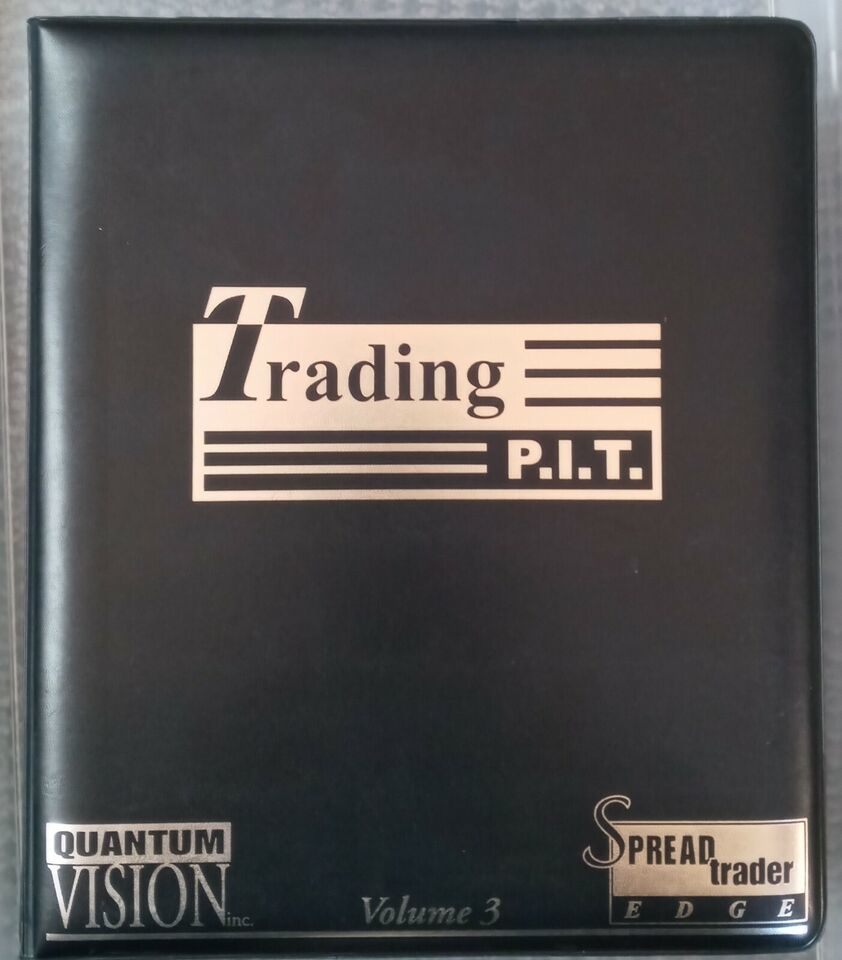 Trading
P.I.T.
QUANTUM
VISION inc.
Volume 3
SPREAD trader
EDGE